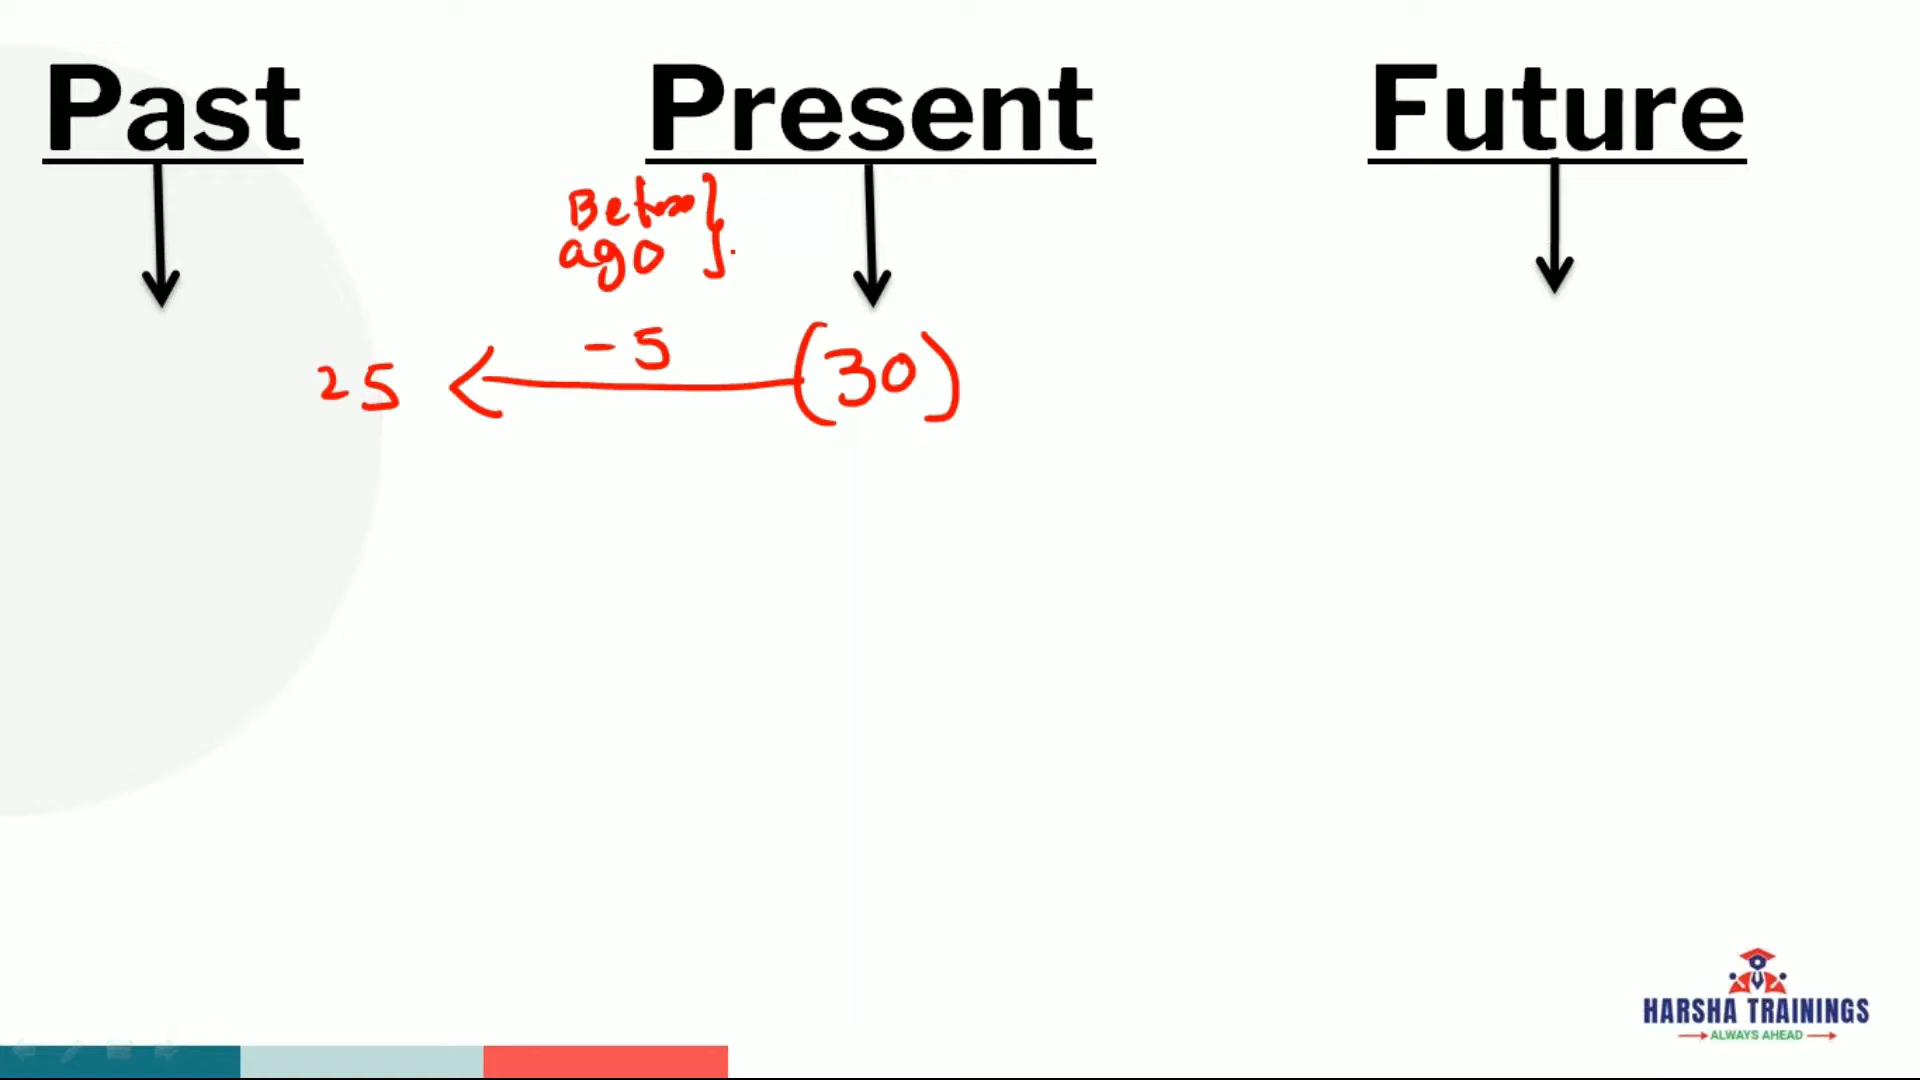 Past Present Future
Before
ago
- 5
25 (30)
HARSHA TRAININGS
ALWAYS AHEAD